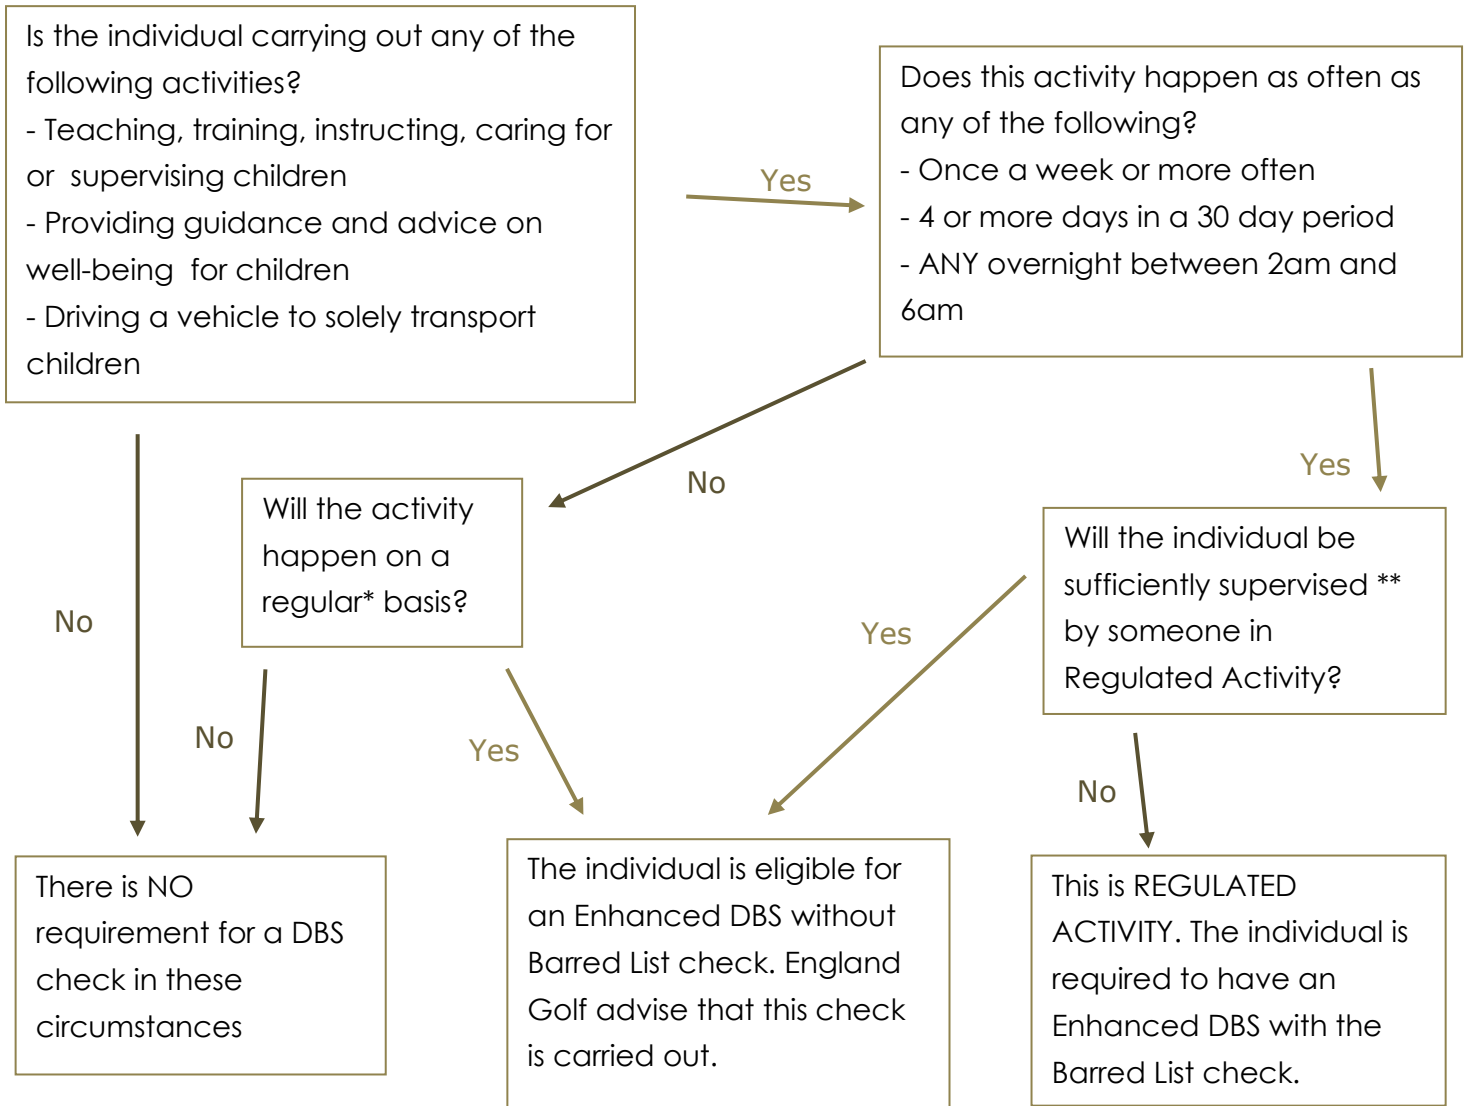 Is the individual carrying out any of the
following activities?
- Teaching, training, instructing, caring for
or supervising children
- Providing guidance and advice on
well-being for children
- Driving a vehicle to solely transport
children
Yes
Does this activity happen as often as
any of the following?
- Once a week or more often
- 4 or more days in a 30 day period
- ANY overnight between 2am and
6am
No
Yes
Will the activity
happen on a
regular* basis?
Will the individual be
sufficiently supervised **
by someone in
Regulated Activity?
No
Yes
No
Yes
No
There is NO
requirement for a DBS
check in these
circumstances
The individual is eligible for
an Enhanced DBS without
Barred List check. England
Golf advise that this check
is carried out.
This is REGULATED
ACTIVITY. The individual is
required to have an
Enhanced DBS with the
Barred List check.